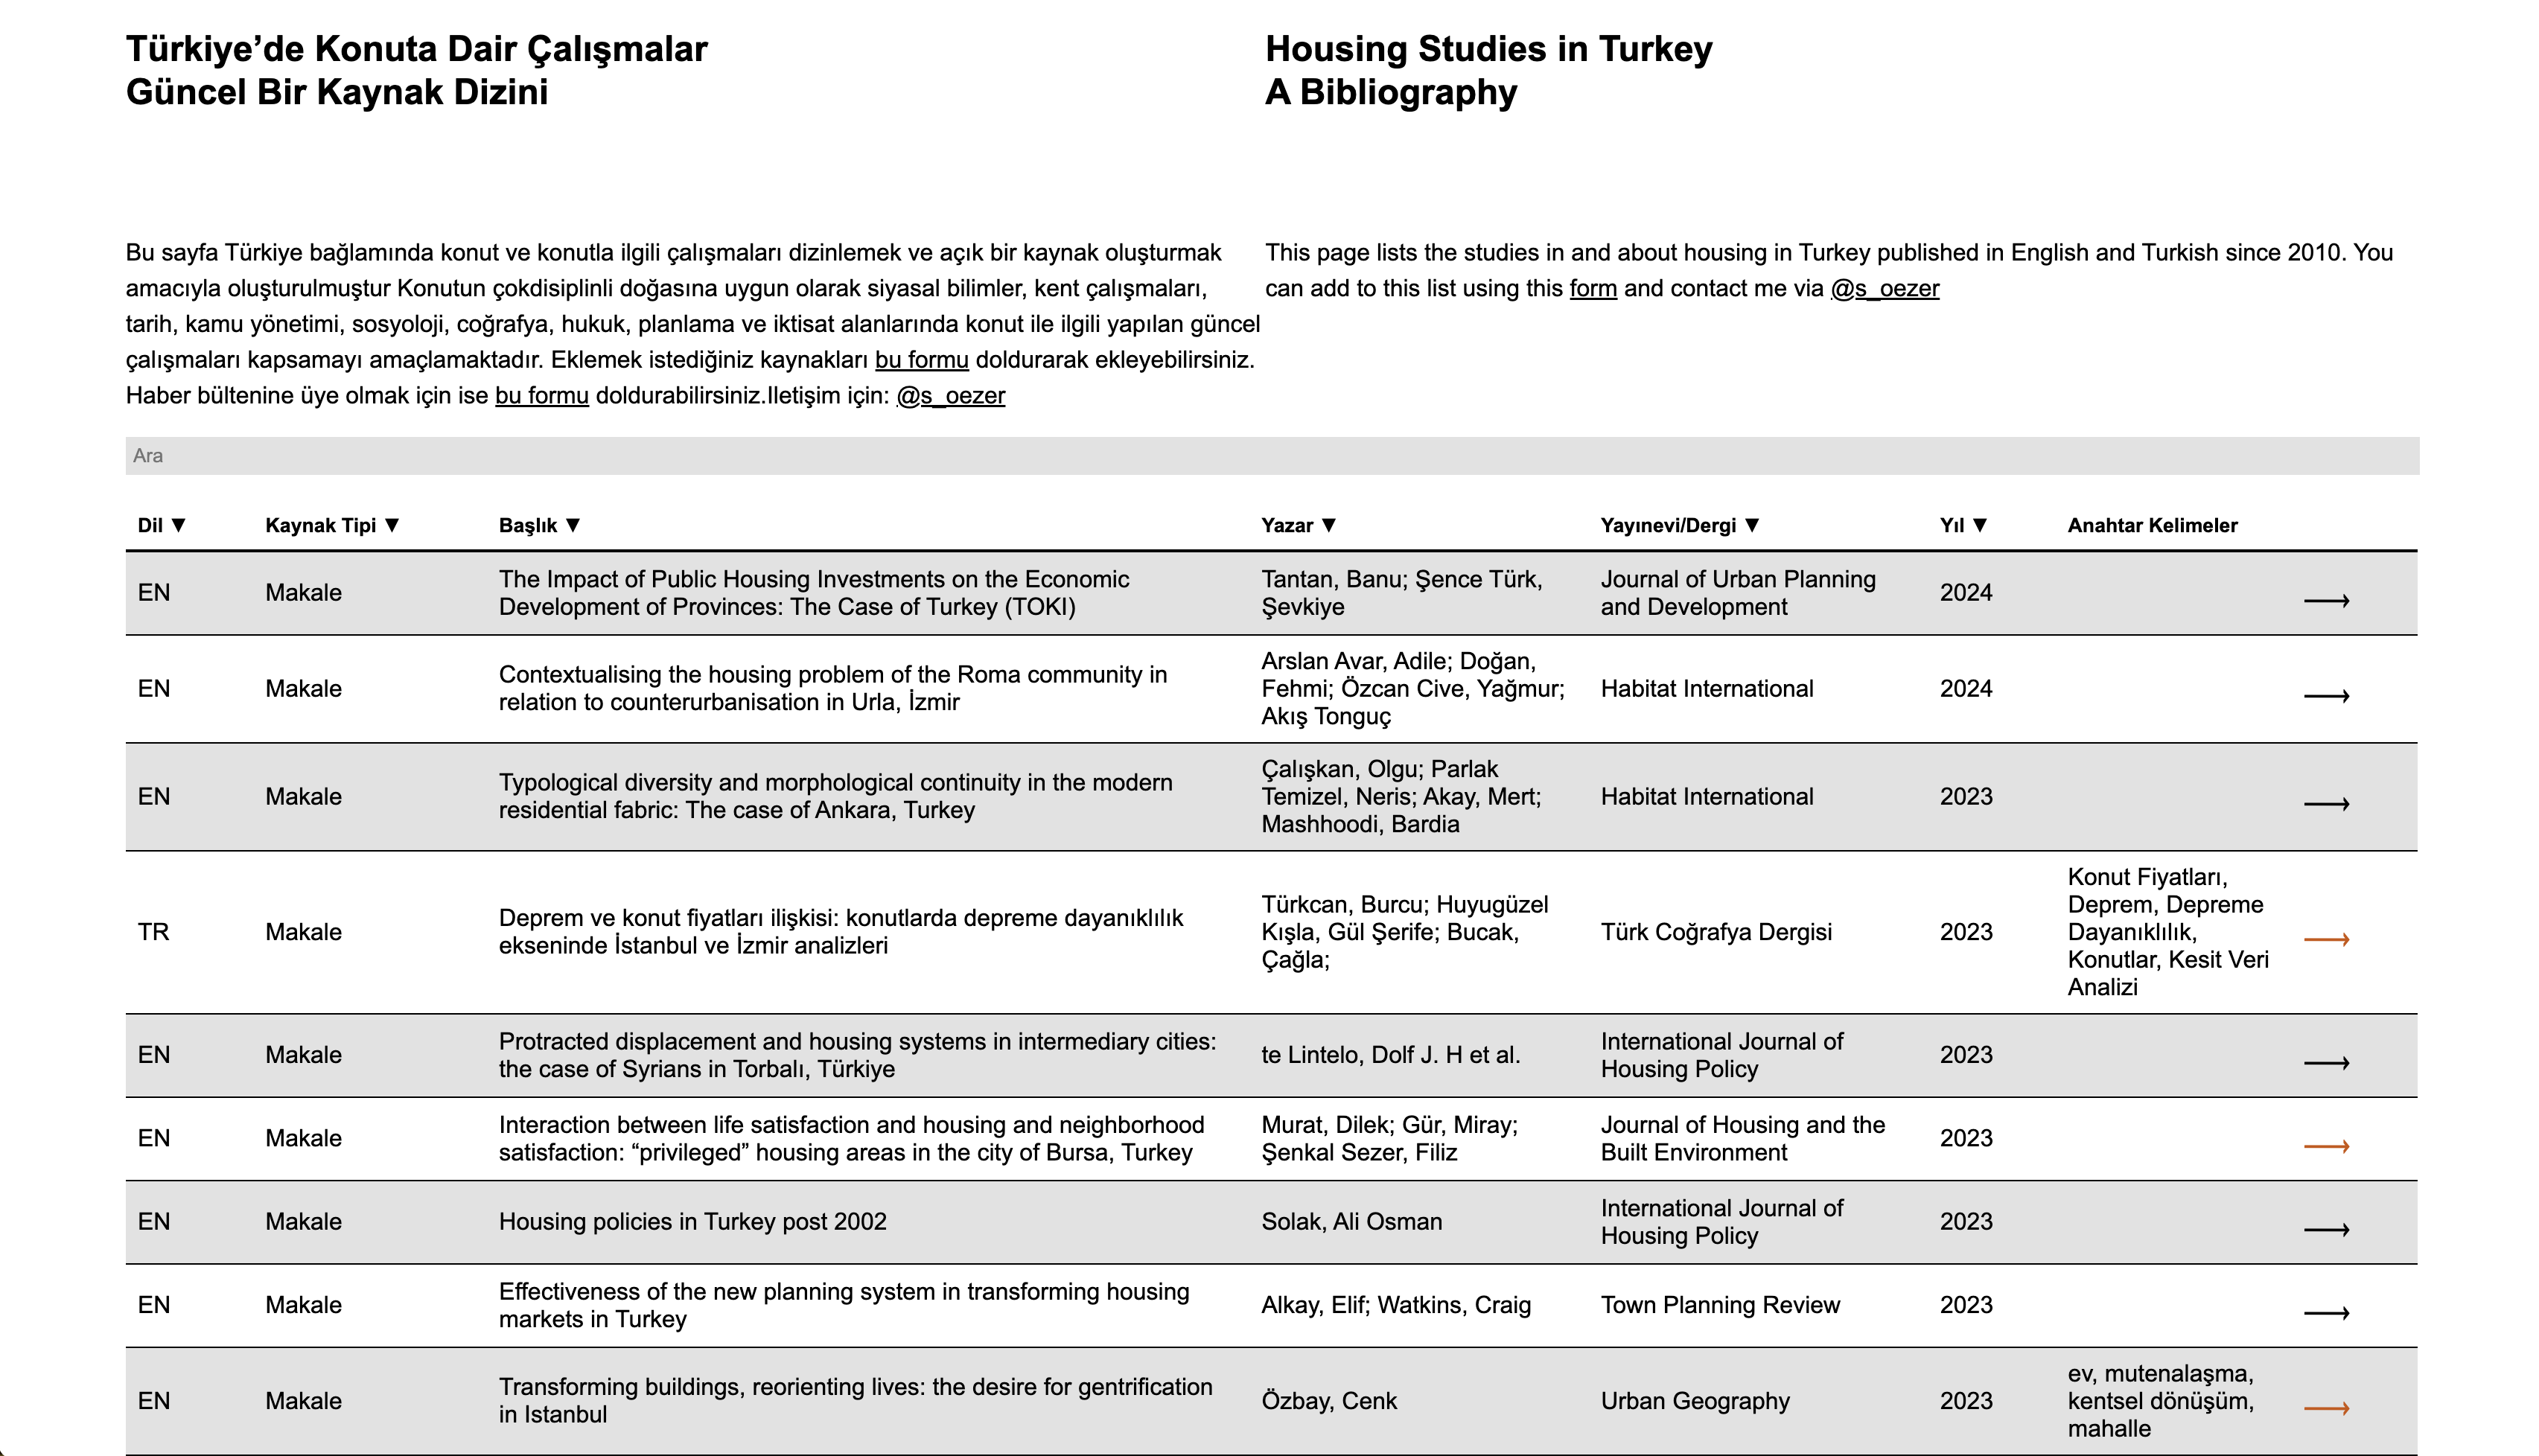 Türkiye’de Konuta Dair Çalışmalar
Güncel Bir Kaynak Dizini
Housing Studies in Turkey
A Bibliography
Bu sayfa Türkiye bağlamında konut ve konutla ilgili çalışmaları dizinlemek ve açık bir kaynak oluşturmak
amacıyla oluşturulmuştur Konutun çokdisiplinli doğasına uygun olarak siyasal bilimler, kent çalışmaları,
tarih, kamu yönetimi, sosyoloji, coğrafya, hukuk, planlama ve iktisat alanlarında konut ile ilgili yapılan güncel
çalışmaları kapsamayı amaçlamaktadır. Eklemek istediğiniz kaynakları bu formu doldurarak ekleyebilirsiniz.
Haber bültenine üye olmak için ise bu formu doldurabilirsiniz.Iletişim için: @s_oezer
This page lists the studies in and about housing in Turkey published in English and Turkish since 2010. You
can add to this list using this form and contact me via @s_oezer
Ara
Dil ▼ Kaynak Tipi ▼ Başlık ▼ Yazar ▼ Yayınevi/Dergi ▼ Yıl ▼ Anahtar Kelimeler
EN
Makale
The Impact of Public Housing Investments on the Economic
Development of Provinces: The Case of Turkey (TOKI)
Tantan, Banu; Şence Türk,
Şevkiye
Journal of Urban Planning
and Development
2024
EN
Makale
Contextualising the housing problem of the Roma community in
relation to counterurbanisation in Urla, İzmir
Arslan Avar, Adile; Doğan,
Fehmi; Özcan Cive, Yağmur;
Akış Tonguç
Habitat International
2024
EN
Makale
Typological diversity and morphological continuity in the modern
residential fabric: The case of Ankara, Turkey
Çalışkan, Olgu; Parlak
Temizel, Neris; Akay, Mert;
Mashhoodi, Bardia
Habitat International
2023
TR
Makale
Deprem ve konut fiyatları ilişkisi: konutlarda depreme dayanıklılık
ekseninde İstanbul ve İzmir analizleri
Türkcan, Burcu; Huyugüzel
Kışla, Gül Şerife; Bucak,
Çağla;
Türk Coğrafya Dergisi
2023
Konut Fiyatları,
Deprem, Depreme
Dayanıklılık,
Konutlar, Kesit Veri
Analizi
EN
Makale
Protracted displacement and housing systems in intermediary cities:
the case of Syrians in Torbalı, Türkiye
te Lintelo, Dolf J. H et al.
International Journal of
Housing Policy
2023
EN
Makale
Interaction between life satisfaction and housing and neighborhood
satisfaction: “privileged” housing areas in the city of Bursa, Turkey
Murat, Dilek; Gür, Miray;
Şenkal Sezer, Filiz
Journal of Housing and the
Built Environment
2023
EN
Makale
Housing policies in Turkey post 2002
Solak, Ali Osman
International Journal of
Housing Policy
2023
EN
Makale
Effectiveness of the new planning system in transforming housing
markets in Turkey
Alkay, Elif; Watkins, Craig
Town Planning Review
2023
EN
Makale
Transforming buildings, reorienting lives: the desire for gentrification
in Istanbul
Özbay, Cenk
Urban Geography
2023
ev, mutenalaşma,
kentsel dönüşüm,
mahalle